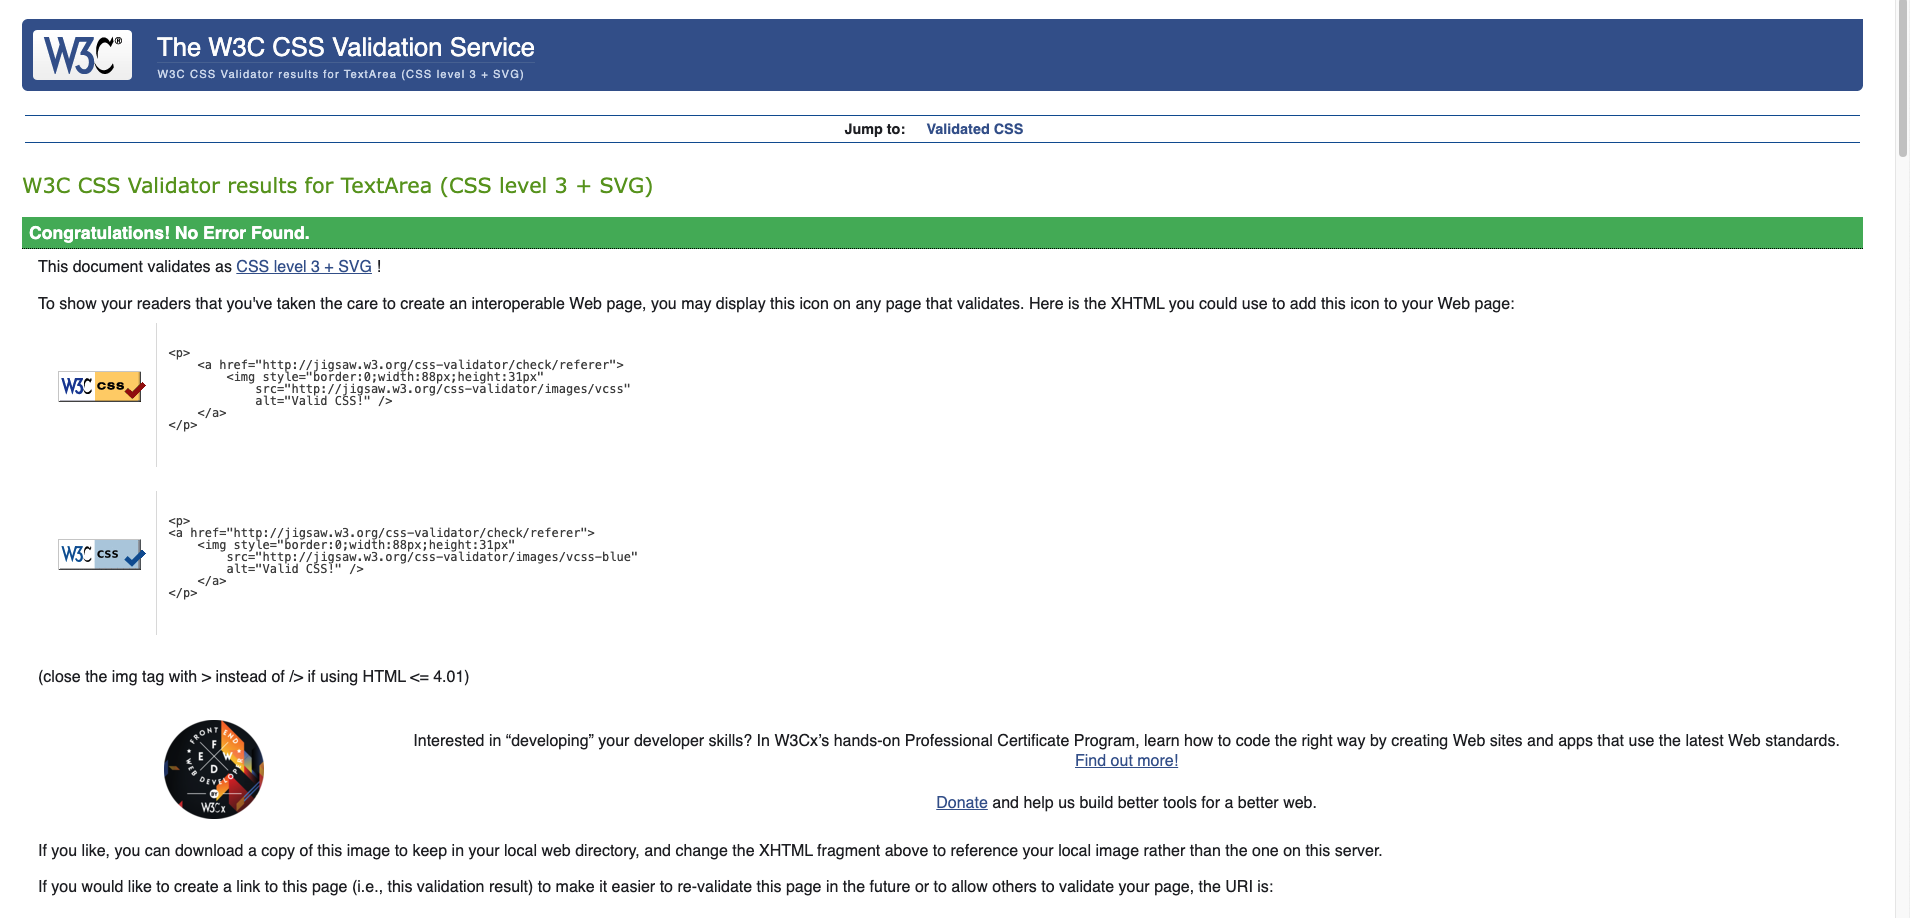 W3C®
The W3C CSS Validation Service
W3C CSS Validator results for TextArea (CSS level 3 + SVG)
Jump to: Validated CSS
W3C CSS Validator results for TextArea (CSS level 3 + SVG)
Congratulations! No Error Found.
This document validates as CSS level 3 + SVG !
To show your readers that you've taken the care to create an interoperable Web page, you may display this icon on any page that validates. Here is the XHTML you could use to add this icon to your Web page:
W3C css
<p>
    <a href="http://jigsaw.w3.org/css-validator/check/referer">
        <img style="border:0;width:88px;height:31px"
            src="http://jigsaw.w3.org/css-validator/images/vcss"
            alt="Valid CSS!" />
    </a>
</p>
W3C css
<p>
<a href="http://jigsaw.w3.org/css-validator/check/referer">
    <img style="border:0;width:88px;height:31px"
        src="http://jigsaw.w3.org/css-validator/images/vcss-blue"
        alt="Valid CSS!" />
    </a>
</p>
(close the img tag with > instead of /> if using HTML <= 4.01)
FRONT END
F
E W
D
WEB DEVELOPER
BY
W3Cx
Interested in “developing” your developer skills? In W3Cx’s hands-on Professional Certificate Program, learn how to code the right way by creating Web sites and apps that use the latest Web standards.
Find out more!
Donate and help us build better tools for a better web.
If you like, you can download a copy of this image to keep in your local web directory, and change the XHTML fragment above to reference your local image rather than the one on this server.
If you would like to create a link to this page (i.e., this validation result) to make it easier to re-validate this page in the future or to allow others to validate your page, the URI is: